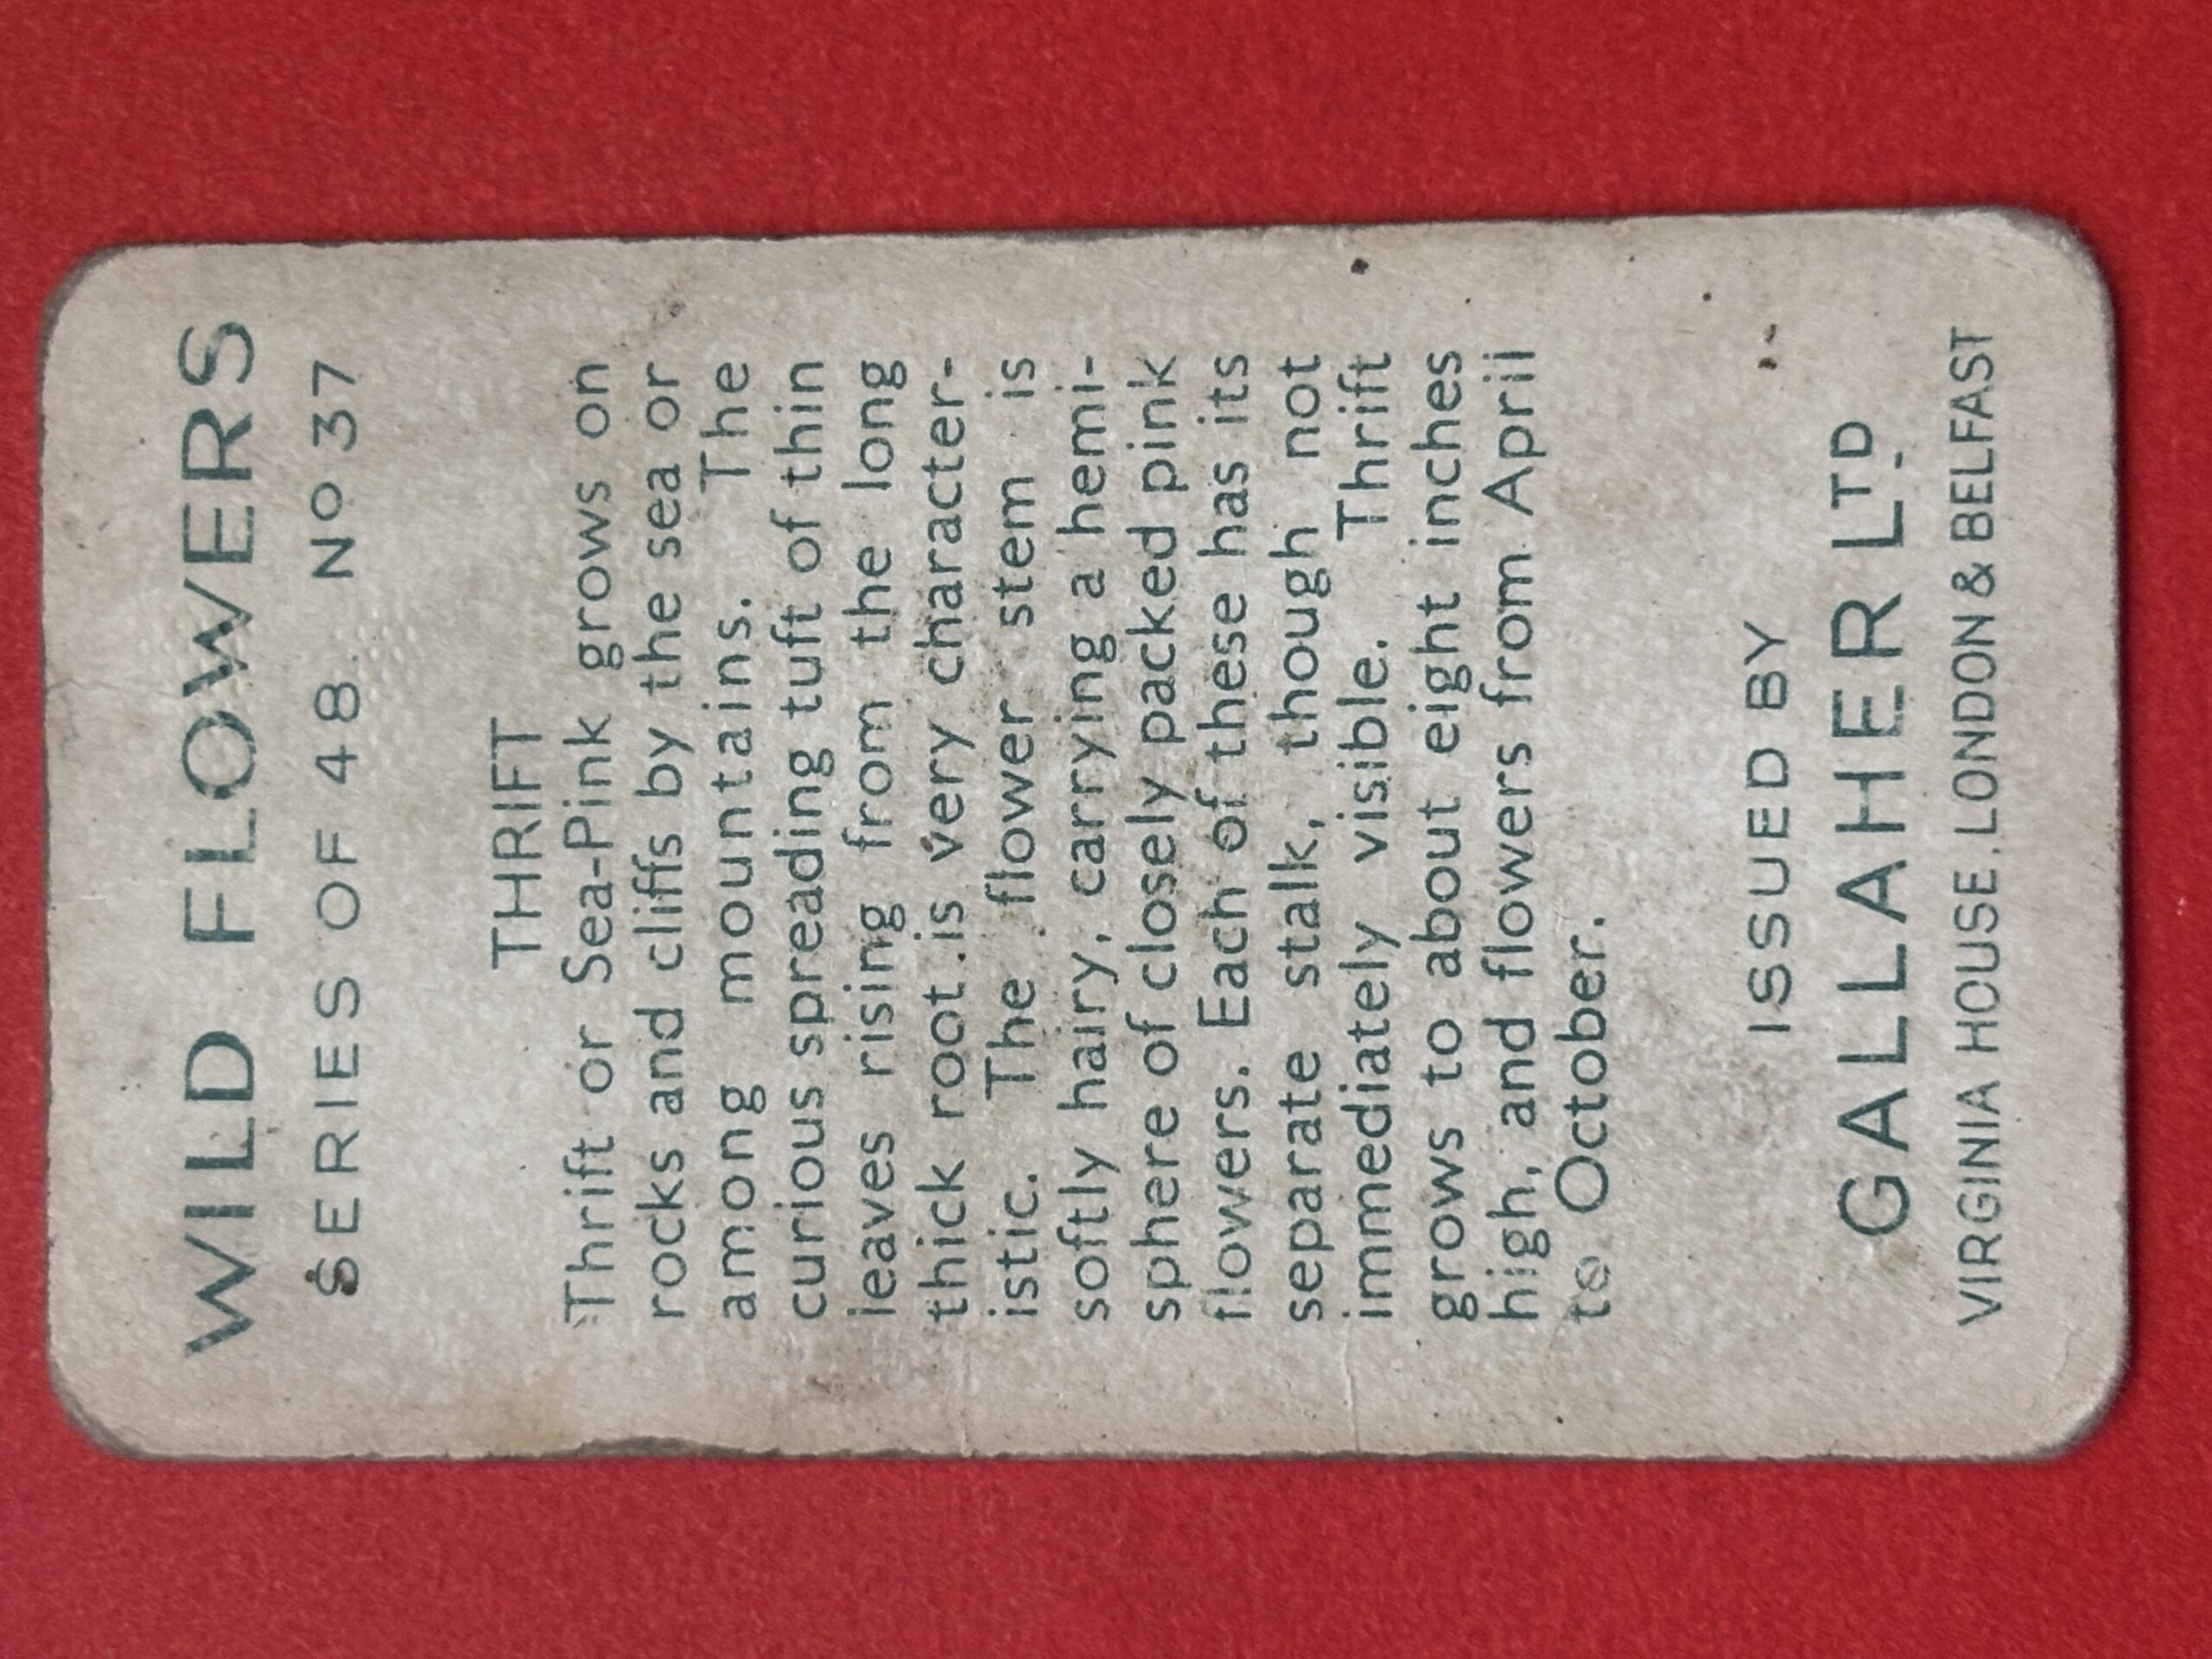 WILD FLOWERS
SERIES OF 48. Nº 37
THRIFT
Thrift or Sea-Pink grows on
rocks and cliffs by the sea or
among mountains. The
curious spreading tuft of thin
leaves rising from the long
thick root is very character-
istic. The flower stem is
softly hairy, carrying a hemi-
sphere of closely packed pink
flowers. Each of these has its
separate stalk, though not
immediately visible. Thrift
grows to about eight inches
high, and flowers from April
to October.
ISSUED BY
GALLAHER LTD
VIRGINIA HOUSE, LONDON & BELFAST